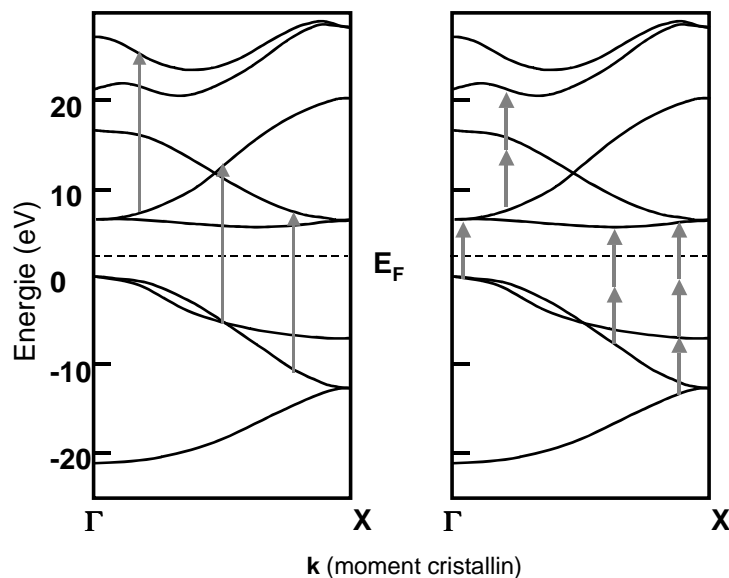 Energie (eV)
20
10
0
-10
-20
E_F
Γ
X
Γ
X
k (moment cristallin)